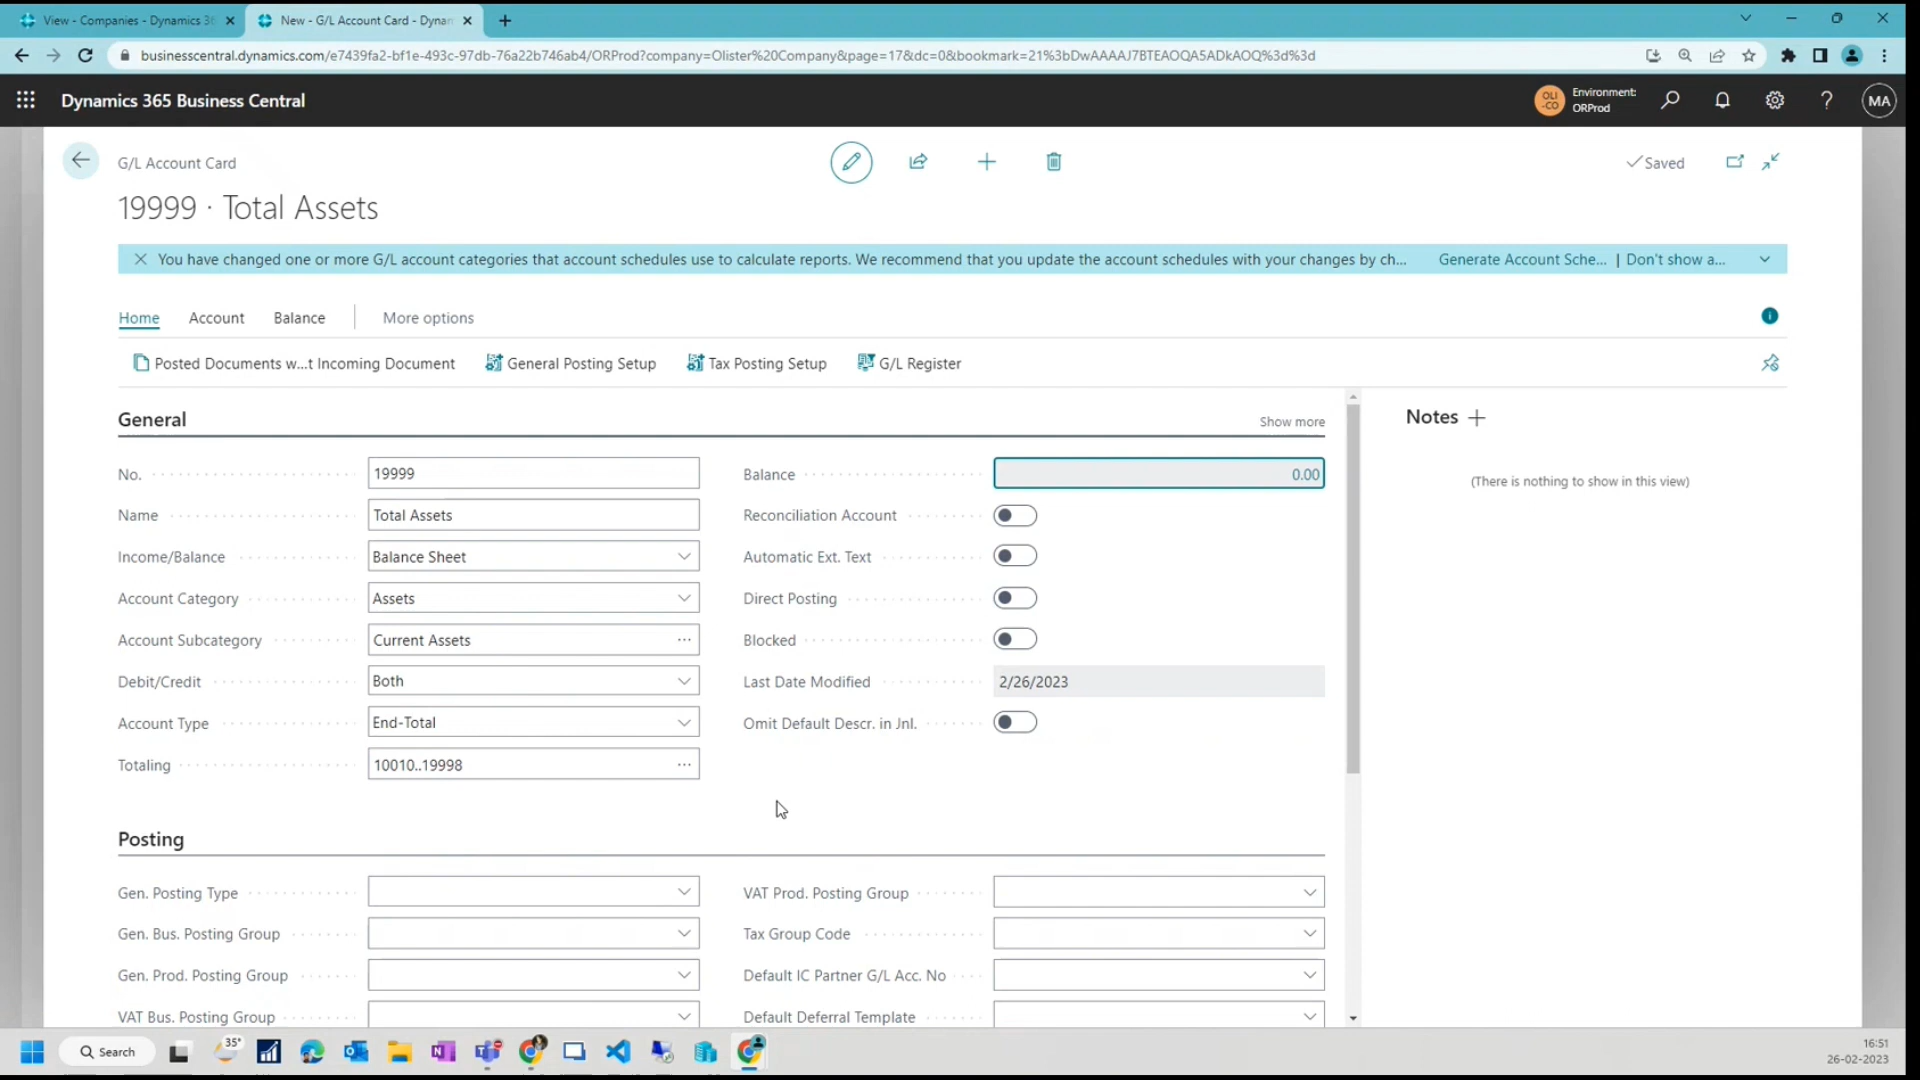 View - Companies - Dynamics 36
New - G/L Account Card - Dynam
businesscentral.dynamics.com/e7439fa2-bf1e-493c-97db-76a22b746ab4/ORProd?company=Olister%20Company&page=17&dc=0&bookmark=21%3bDwAAAAJ7BTEAOQA5ADkAOQ%3d%3d
Dynamics 365 Business Central
OLI
-CO
Environment:
ORProd
?
MA
G/L Account Card
Saved
19999 · Total Assets
You have changed one or more G/L account categories that account schedules use to calculate reports. We recommend that you update the account schedules with your changes by ch...
Generate Account Sche... | Don't show a...
Home
Account
Balance
More options
Posted Documents w...t Incoming Document
General Posting Setup
Tax Posting Setup
G/L Register
General
Show more
Notes
No.
19999
Balance
0.00
(There is nothing to show in this view)
Name
Total Assets
Reconciliation Account
Income/Balance
Balance Sheet
Automatic Ext. Text
Account Category
Assets
Direct Posting
Account Subcategory
Current Assets
Blocked
Debit/Credit
Both
Last Date Modified
2/26/2023
Account Type
End-Total
Omit Default Descr. in Jnl.
Totaling
10010..19998
Posting
Gen. Posting Type
VAT Prod. Posting Group
Gen. Bus. Posting Group
Tax Group Code
Gen. Prod. Posting Group
Default IC Partner G/L Acc. No
VAT Bus. Posting Group
Default Deferral Template
Search
35°
16:51
26-02-2023